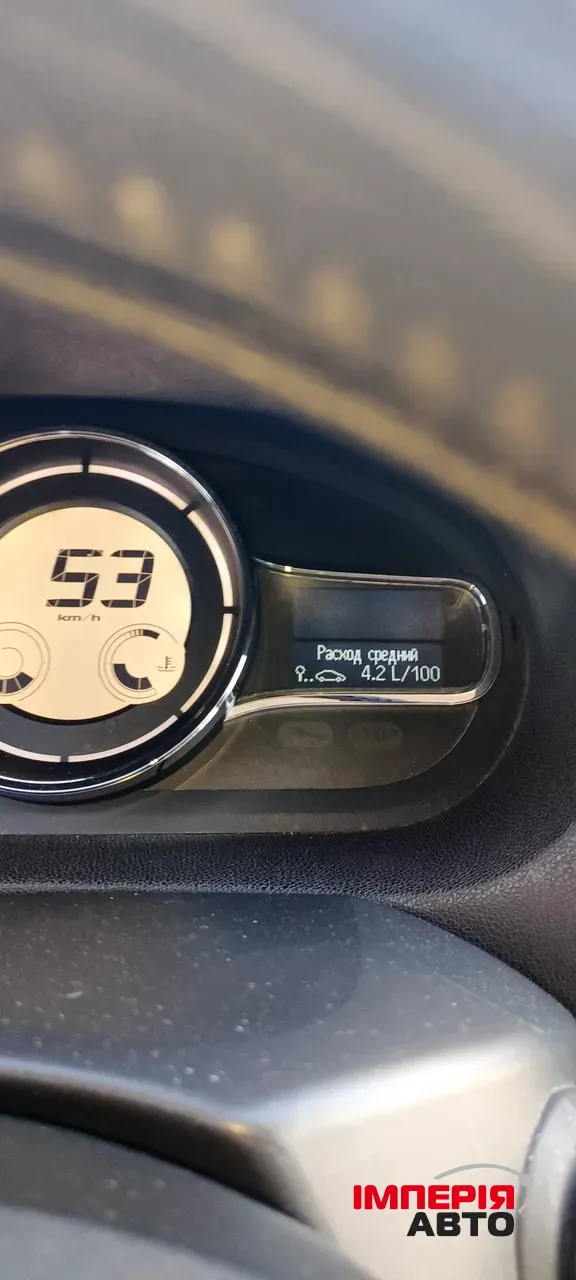 53
km/h
Расход средний
4.2 L/100
ІМПЕРІЯ
АВТО